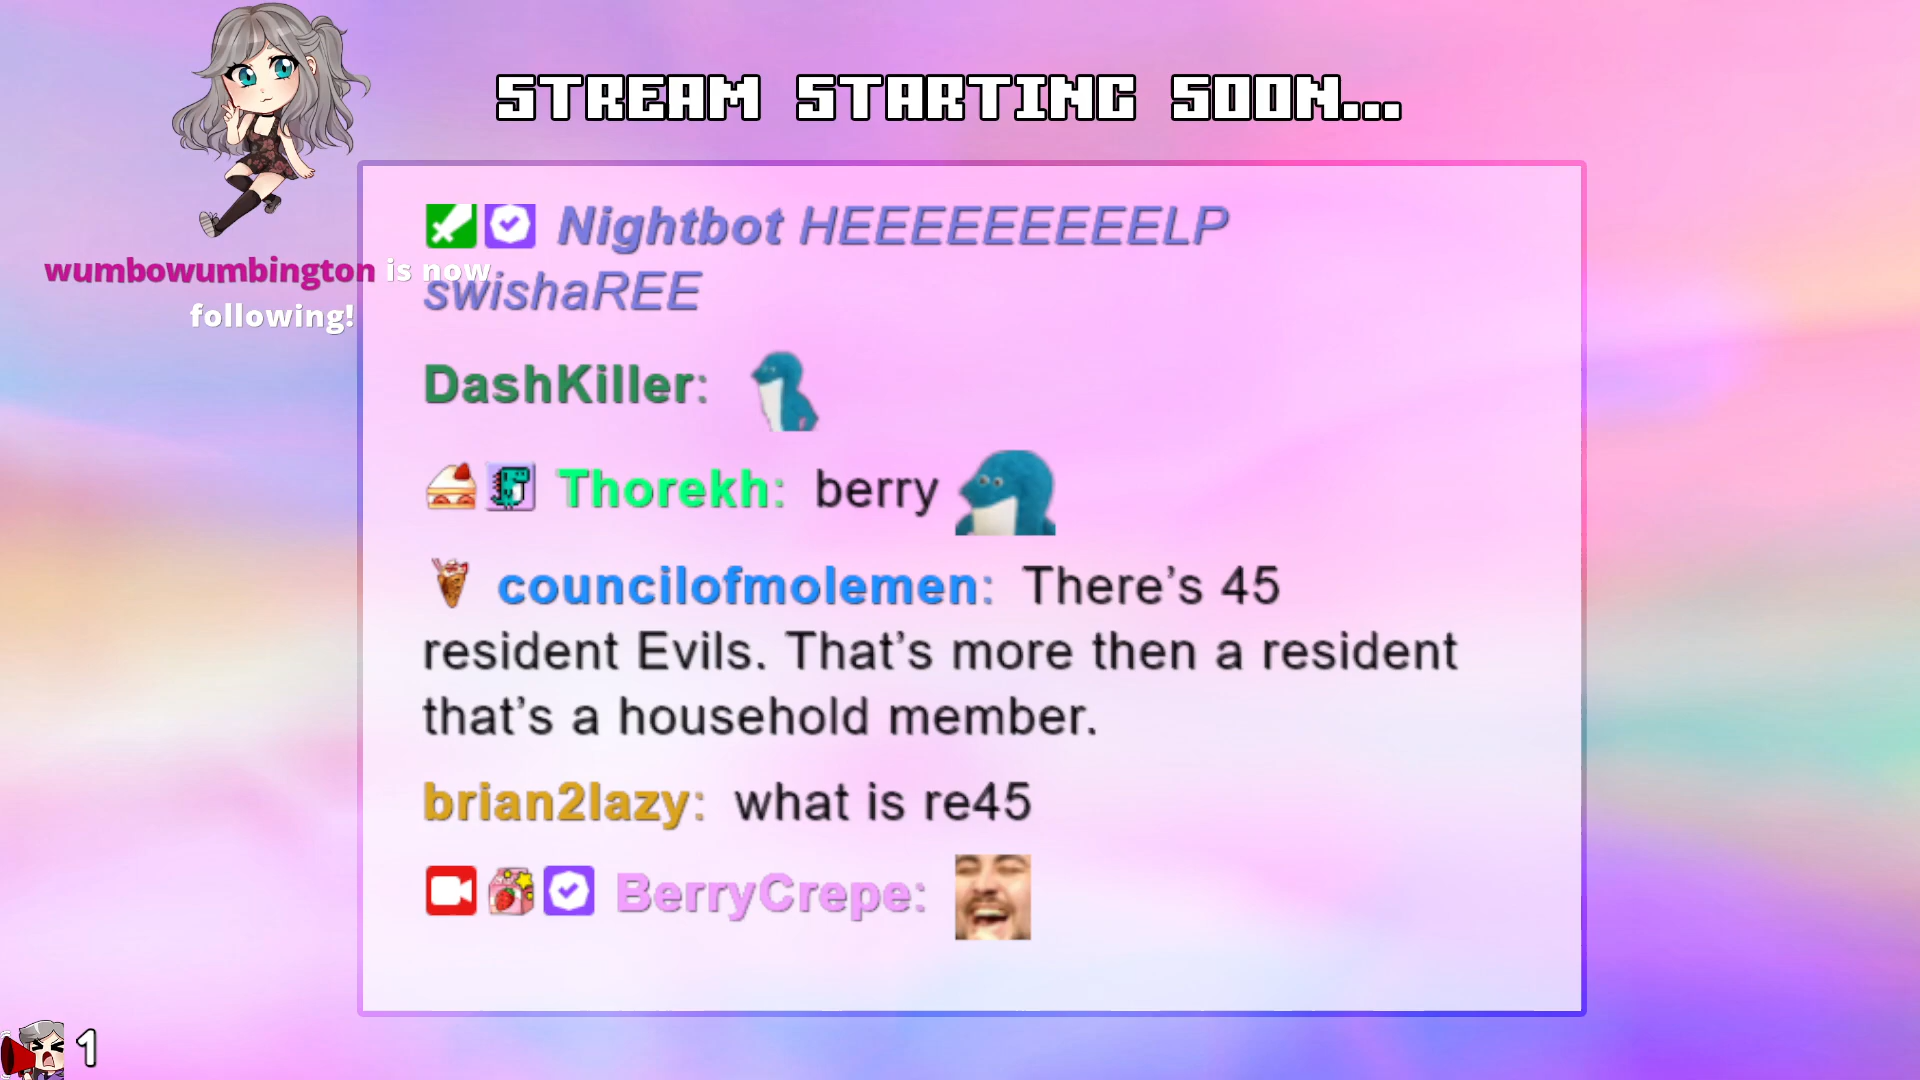 STREAM STARTING SOON...
Nightbot HEEEEEEEEELP
swishaREE
wumbowumbington is now
following!
DashKiller:
Thorekh: berry
councilofmolemen: There's 45
resident Evils. That's more then a resident
that's a household member.
brian2lazy: what is re45
BerryCrepe:
1